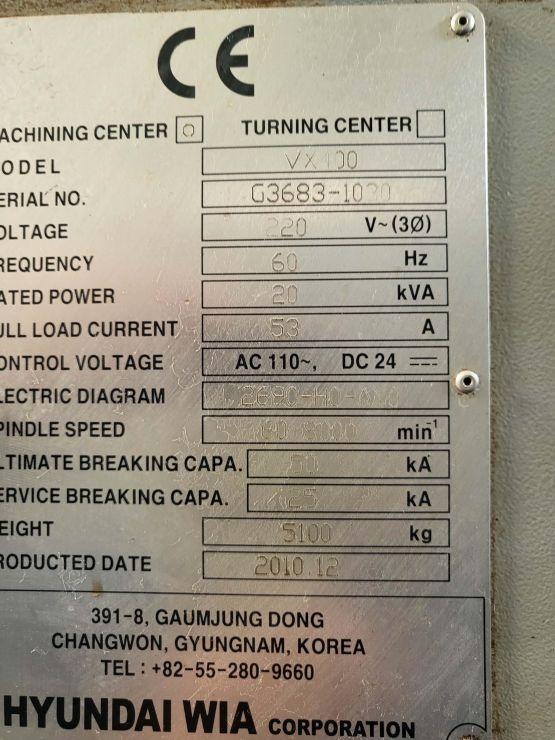 CE
ACHINING CENTER O TURNING CENTER
ODEL
ERIAL NO.
OLTAGE 220 V~(3Ø)
REQUENCY 60 Hz
ATED POWER 20 kVA
ULL LOAD CURRENT 53 A
ONTROL VOLTAGE AC 110~, DC 24
LECTRIC DIAGRAM
PINDLE SPEED min⁻¹
LTIMATE BREAKING CAPA. kA
ERVICE BREAKING CAPA. 25 kA
EIGHT 5100 kg
RODUCTED DATE 2010.12
391-8, GAUMJUNG DONG
CHANGWON, GYUNGNAM, KOREA
TEL : +82-55-280-9660
HYUNDAI WIA CORPORATION